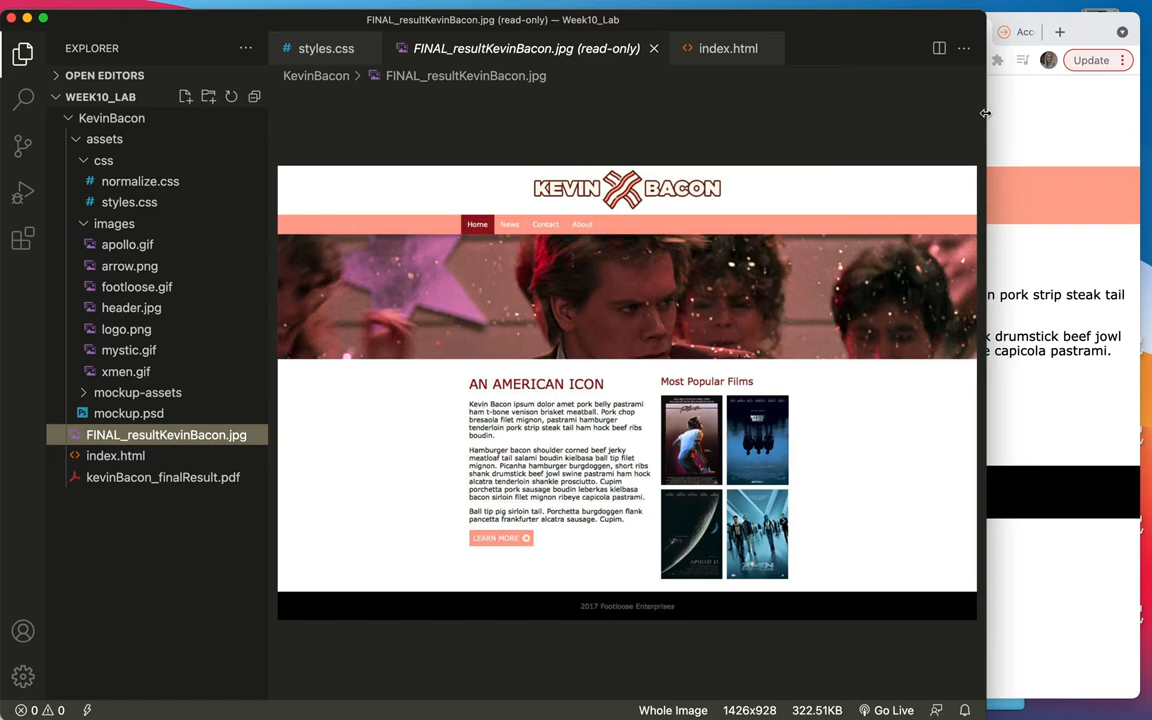 FINAL_resultKevinBacon.jpg (read-only) — Week10_Lab
EXPLORER
styles.css
FINAL_resultKevinBacon.jpg (read-only)
index.html
KevinBacon
FINAL_resultKevinBacon.jpg
OPEN EDITORS
WEEK10_LAB
KevinBacon
assets
css
normalize.css
styles.css
images
apollo.gif
arrow.png
footloose.gif
header.jpg
logo.png
mystic.gif
xmen.gif
mockup-assets
mockup.psd
FINAL_resultKevinBacon.jpg
index.html
kevinBacon_finalResult.pdf
KEVIN BACON
Home News Contact About
AN AMERICAN ICON
Kevin Bacon ipsum dolor amet pork belly pastrami
ham t-bone venison brisket meatball. Pork chop
bresaola filet mignon, pastrami hamburger
tenderloin pork strip steak tail ham hock beef ribs
boudin.
Hamburger bacon shoulder corned beef jerky
meatloaf tail salami boudin kielbasa ball tip filet
mignon. Picanha hamburger burgdoggen, short ribs
shank drumstick beef jowl swine pastrami ham hock
alcatra tenderloin shankle prosciutto. Cupim
porchetta pork sausage boudin leberkas kielbasa
bacon sirloin filet mignon ribeye capicola pastrami.
Ball tip pig sirloin tail. Porchetta burgdoggen flank
pancetta frankfurter alcatra sausage. Cupim.
LEARN MORE
Most Popular Films
2017 Footloose Enterprises
Acc
Update
n pork strip steak tail
k drumstick beef jowl
e capicola pastrami.
0 0
Whole Image 1426x928 322.51KB Go Live